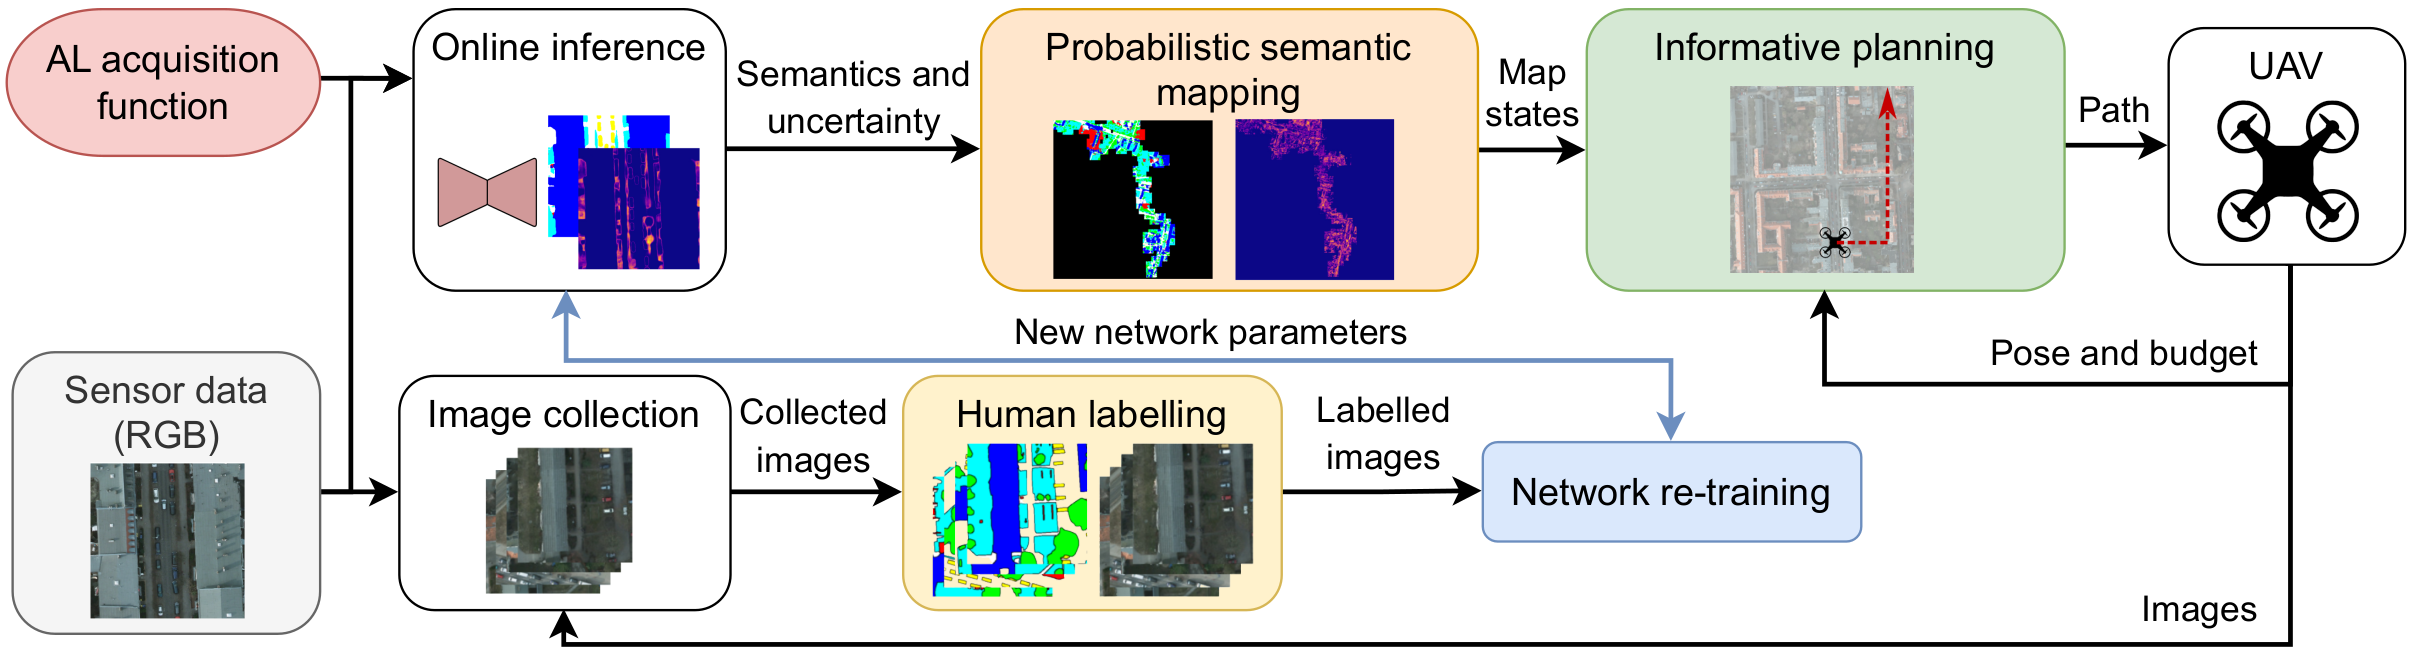 AL acquisition
function
Online inference
Semantics and
uncertainty
Probabilistic semantic
mapping
Map
states
Informative planning
Path
UAV
New network parameters
Pose and budget
Sensor data
(RGB)
Image collection
Collected
images
Human labelling
Labelled
images
Network re-training
Images